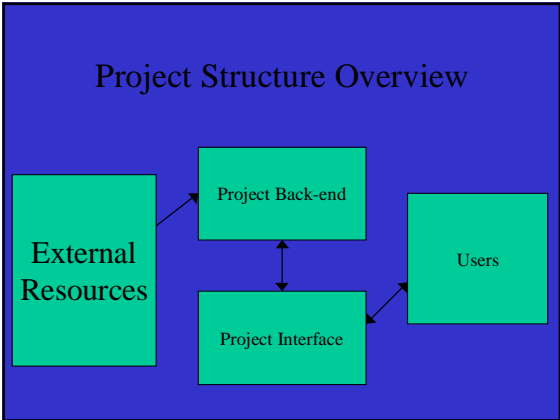 Project Structure Overview
Project Back-end
External
Resources
Users
Project Interface